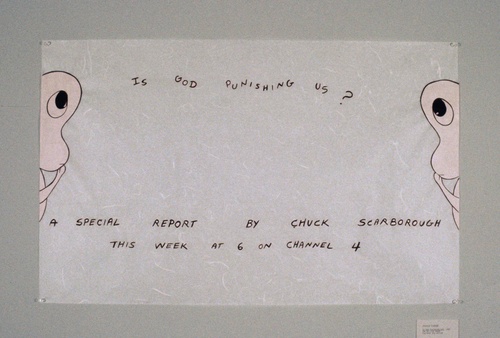 IS GOD PUNISHING US ?
A SPECIAL REPORT BY CHUCK SCARBOROUGH
THIS WEEK AT 6 ON CHANNEL 4